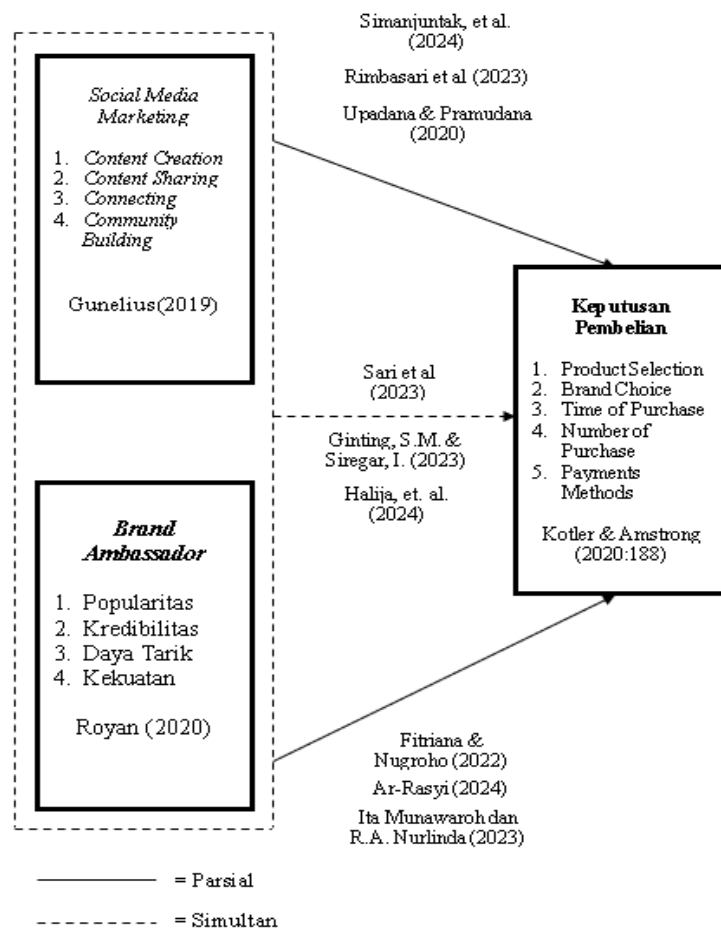 Simanjuntak, et al.
(2024)
Rimbasari et al (2023)
Upadana & Pramudana
(2020)
Social Media
Marketing
1. Content Creation
2. Content Sharing
3. Connecting
4. Community
Building
Gunelius(2019)
Keputusan
Pembelian
1. Product Selection
2. Brand Choice
3. Time of Purchase
4. Number of
Purchase
5. Payments
Methods
Kotler & Amstrong
(2020:188)
Sari et al
(2023)
Ginting, S.M. &
Siregar, I. (2023)
Halija, et. al.
(2024)
Brand
Ambassador
1. Popularitas
2. Kredibilitas
3. Daya Tarik
4. Kekuatan
Royan (2020)
Fitriana &
Nugroho (2022)
Ar-Rasyi (2024)
Ita Munawaroh dan
R.A. Nurlinda (2023)
= Parsial
= Simultan